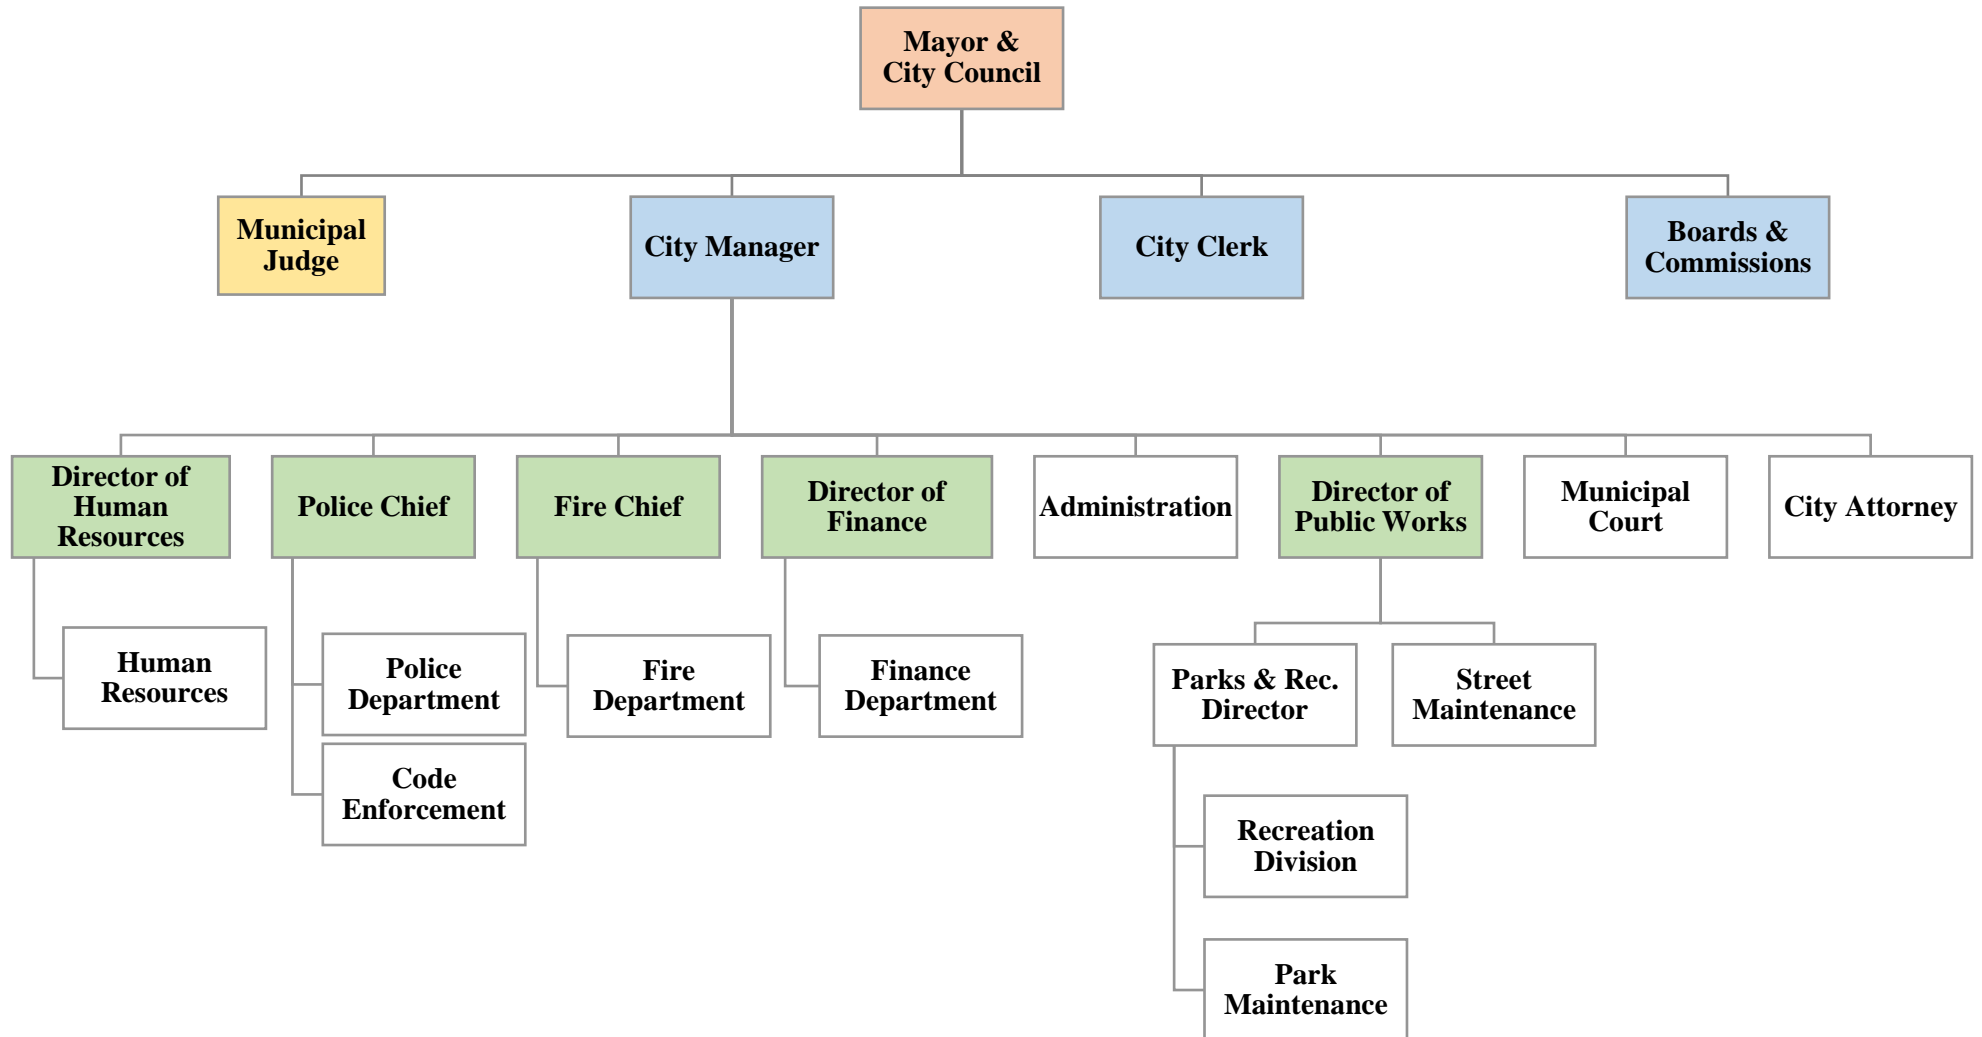 Mayor &
City Council
Municipal
Judge
City Manager
City Clerk
Boards &
Commissions
Director of
Human
Resources
Police Chief
Fire Chief
Director of
Finance
Administration
Director of
Public Works
Municipal
Court
City Attorney
Human
Resources
Police
Department
Fire
Department
Finance
Department
Parks & Rec.
Director
Street
Maintenance
Code
Enforcement
Recreation
Division
Park
Maintenance